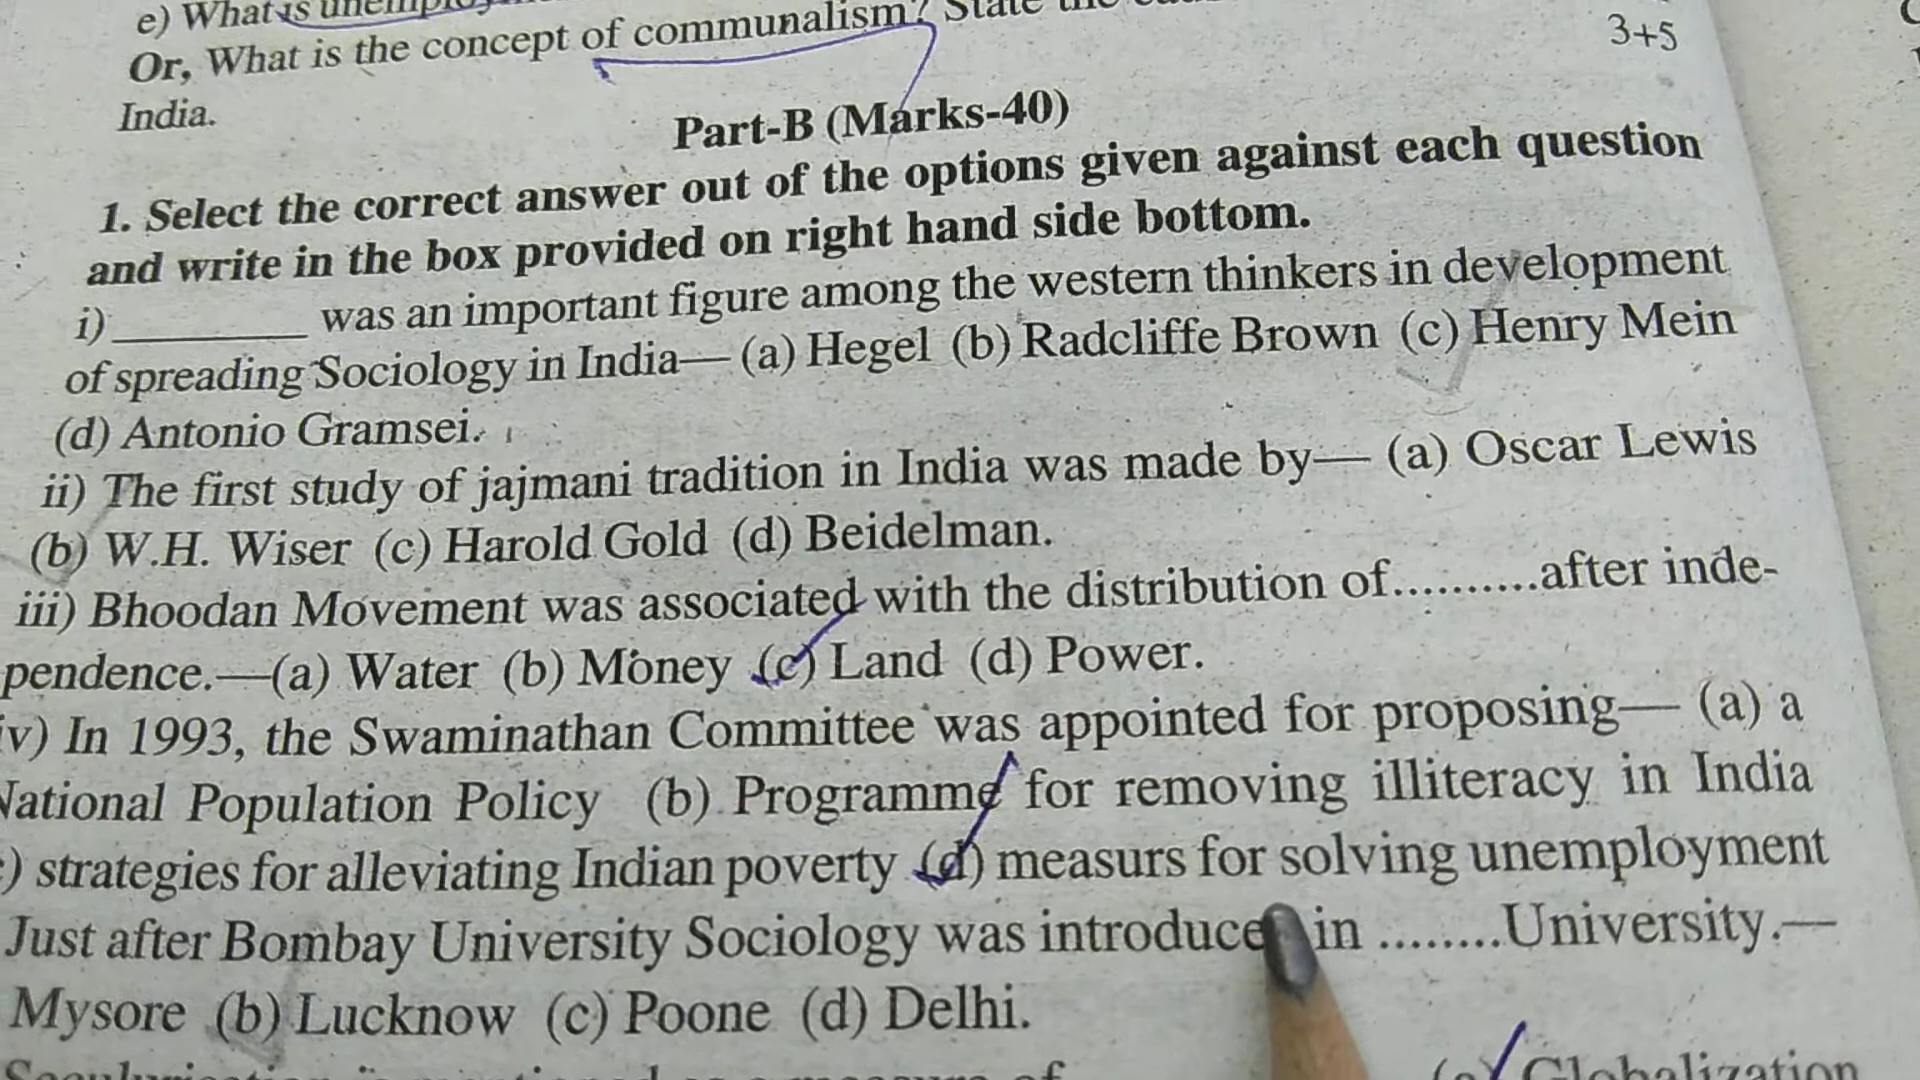 e) What is
Or, What is the concept of communalism? State the
India.
3+5
Part-B (Marks-40)
1. Select the correct answer out of the options given against each question
and write in the box provided on right hand side bottom.
i)_________ was an important figure among the western thinkers in development
of spreading Sociology in India— (a) Hegel (b) Radcliffe Brown (c) Henry Mein
(d) Antonio Gramsei.
ii) The first study of jajmani tradition in India was made by— (a) Oscar Lewis
(b) W.H. Wiser (c) Harold Gold (d) Beidelman.
iii) Bhoodan Movement was associated with the distribution of..........after inde-
pendence.—(a) Water (b) Money (c) Land (d) Power.
iv) In 1993, the Swaminathan Committee was appointed for proposing— (a) a
National Population Policy (b) Programme for removing illiteracy in India
) strategies for alleviating Indian poverty (d) measurs for solving unemployment
Just after Bombay University Sociology was introduce in ........University.—
Mysore (b) Lucknow (c) Poone (d) Delhi.
Globalization